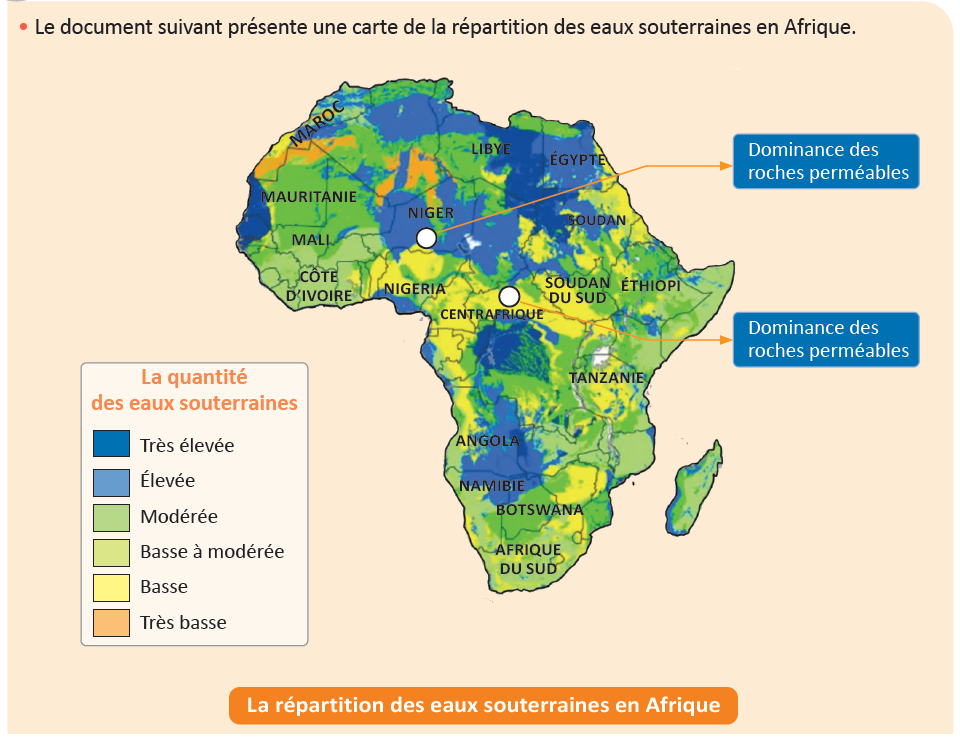 • Le document suivant présente une carte de la répartition des eaux souterraines en Afrique.
MAROC
LIBYE
ÉGYPTE
Dominance des
roches perméables
MAURITANIE
NIGER
SOUDAN
MALI
CÔTE
D'IVOIRE
NIGERIA
SOUDAN
DU SUD
ÉTHIOPI
CENTRAFRIQUE
Dominance des
roches perméables
TANZANIE
ANGOLA
NAMIBIE
BOTSWANA
AFRIQUE
DU SUD
La quantité
des eaux souterraines
Très élevée
Élevée
Modérée
Basse à modérée
Basse
Très basse
La répartition des eaux souterraines en Afrique